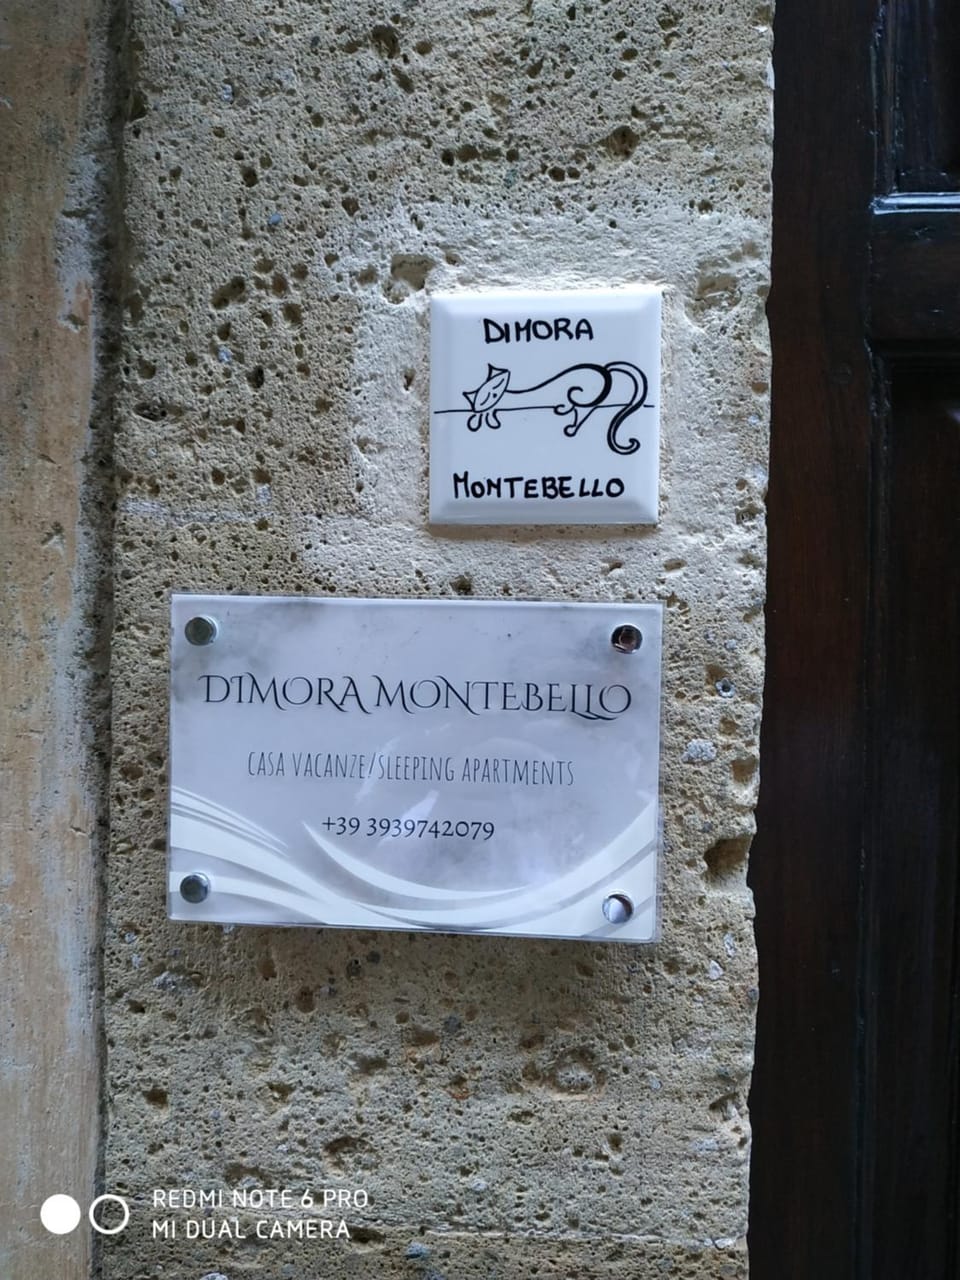 DIMORA
MONTEBELLO
DIMORA MONTEBELLO
CASA VACANZE/SLEEPING APARTMENTS
+39 3939742079
REDMI NOTE 6 PRO
MI DUAL CAMERA